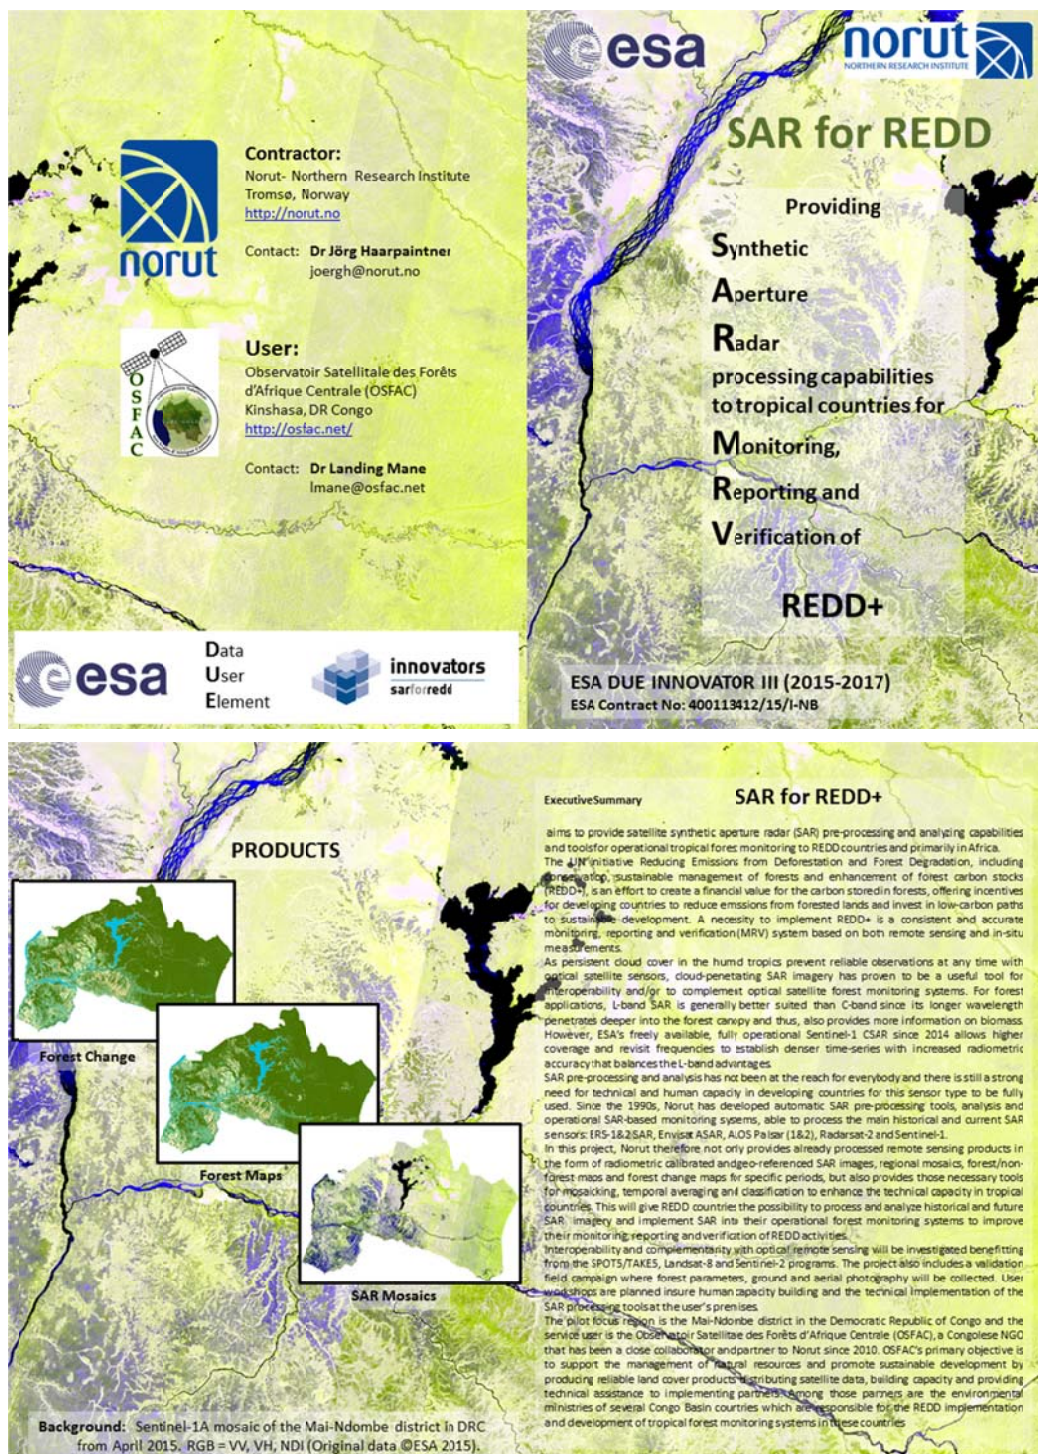 Contractor:
Norut- Northern Research Institute
Tromsø, Norway
http://norut.no
Contact: Dr Jörg Haarpaintner
joergh@norut.no
norut
OSFAC
User:
Observatoir Satellitale des Forêts
d'Afrique Centrale (OSFAC)
Kinshasa, DR Congo
http://osfac.net/
Contact: Dr Landing Mane
lmane@osfac.net
esa
Data
User
Element
innovators
sarforredd
esa
norut
NORTHERN RESEARCH INSTITUTE
SAR for REDD
Providing
Synthetic
Aperture
Radar
processing capabilities
to tropical countries for
Monitoring,
Reporting and
Verification of
REDD+
ESA DUE INNOVATOR III (2015-2017)
ESA Contract No: 400113412/15/I-NB
PRODUCTS
Forest Change
Forest Maps
SAR Mosaics
Background: Sentinel-1A mosaic of the Mai-Ndombe district in DRC
from April 2015. RGB = VV, VH, NDI (Original data ©ESA 2015).
Executive Summary SAR for REDD+
aims to provide satellite synthetic aperture radar (SAR) pre-processing and analyzing capabilities
and tools for operational tropical forest monitoring to REDD countries and primarily in Africa.
The UN initiative Reducing Emissions from Deforestation and Forest Degradation, including
conservation, sustainable management of forests and enhancement of forest carbon stocks
(REDD+), is an effort to create a financial value for the carbon stored in forests, offering incentives
for developing countries to reduce emissions from forested lands and invest in low-carbon paths
to sustainable development. A necessity to implement REDD+ is a consistent and accurate
monitoring, reporting and verification (MRV) system based on both remote sensing and in-situ
measurements.
As persistent cloud cover in the humid tropics prevent reliable observations at any time with
optical satellite sensors, cloud-penetating SAR imagery has proven to be a useful tool for
interoperability and/or to complement optical satellite forest monitoring systems. For forest
applications, L-band SAR is generally better suited than C-band since its longer wavelength
penetrates deeper into the forest canopy and thus, also provides more information on biomass.
However, ESA's freely available, fully operational Sentinel-1 CSAR since 2014 allows higher
coverage and revisit frequencies to establish denser time-series with increased radiometric
accuracy that balances the L-band advantages.
SAR pre-processing and analysis has not been at the reach for everybody and there is still a strong
need for technical and human capacity in developing countries for this sensor type to be fully
used. Since the 1990s, Norut has developed automatic SAR pre-processing tools, analysis and
operational SAR-based monitoring systems, able to process the main historical and current SAR
sensors: ERS-1&2 SAR, Envisat ASAR, ALOS Palsar (1&2), Radarsat-2 and Sentinel-1.
In this project, Norut therefore not only provides already processed remote sensing products in
the form of radiometric calibrated and geo-referenced SAR images, regional mosaics, forest/non-
forest maps and forest change maps for specific periods, but also provides those necessary tools
for mosaicking, temporal averaging and classification to enhance the technical capacity in tropical
countries. This will give REDD countries the possibility to process and analyze historical and future
SAR imagery and implement SAR into their operational forest monitoring systems to improve
their monitoring, reporting and verification of REDD activities.
Interoperability and complementarity with optical remote sensing will be investigated benefitting
from the SPOT5/TAKE5, Landsat-8 and Sentinel-2 programs. The project also includes a validation
field campaign where forest parameters, ground and aerial photography will be collected. User
workshops are planned insure human capacity building and the technical implementation of the
SAR processing tools at the user's premises.
The pilot focus region is the Mai-Ndombe district in the Democratic Republic of Congo and the
service user is the Observatoir Satellitae des Forêts d'Afrique Centrale (OSFAC), a Congolese NGO
that has been a close collaborator and partner to Norut since 2010. OSFAC's primary objective is
to support the management of natural resources and promote sustainable development by
producing reliable land cover products distributing satellite data, building capacity and providing
technical assistance to implementing partners. Among those partners are the environmental
ministries of several Congo Basin countries which are responsible for the REDD implementation
and development of tropical forest monitoring systems in these countries